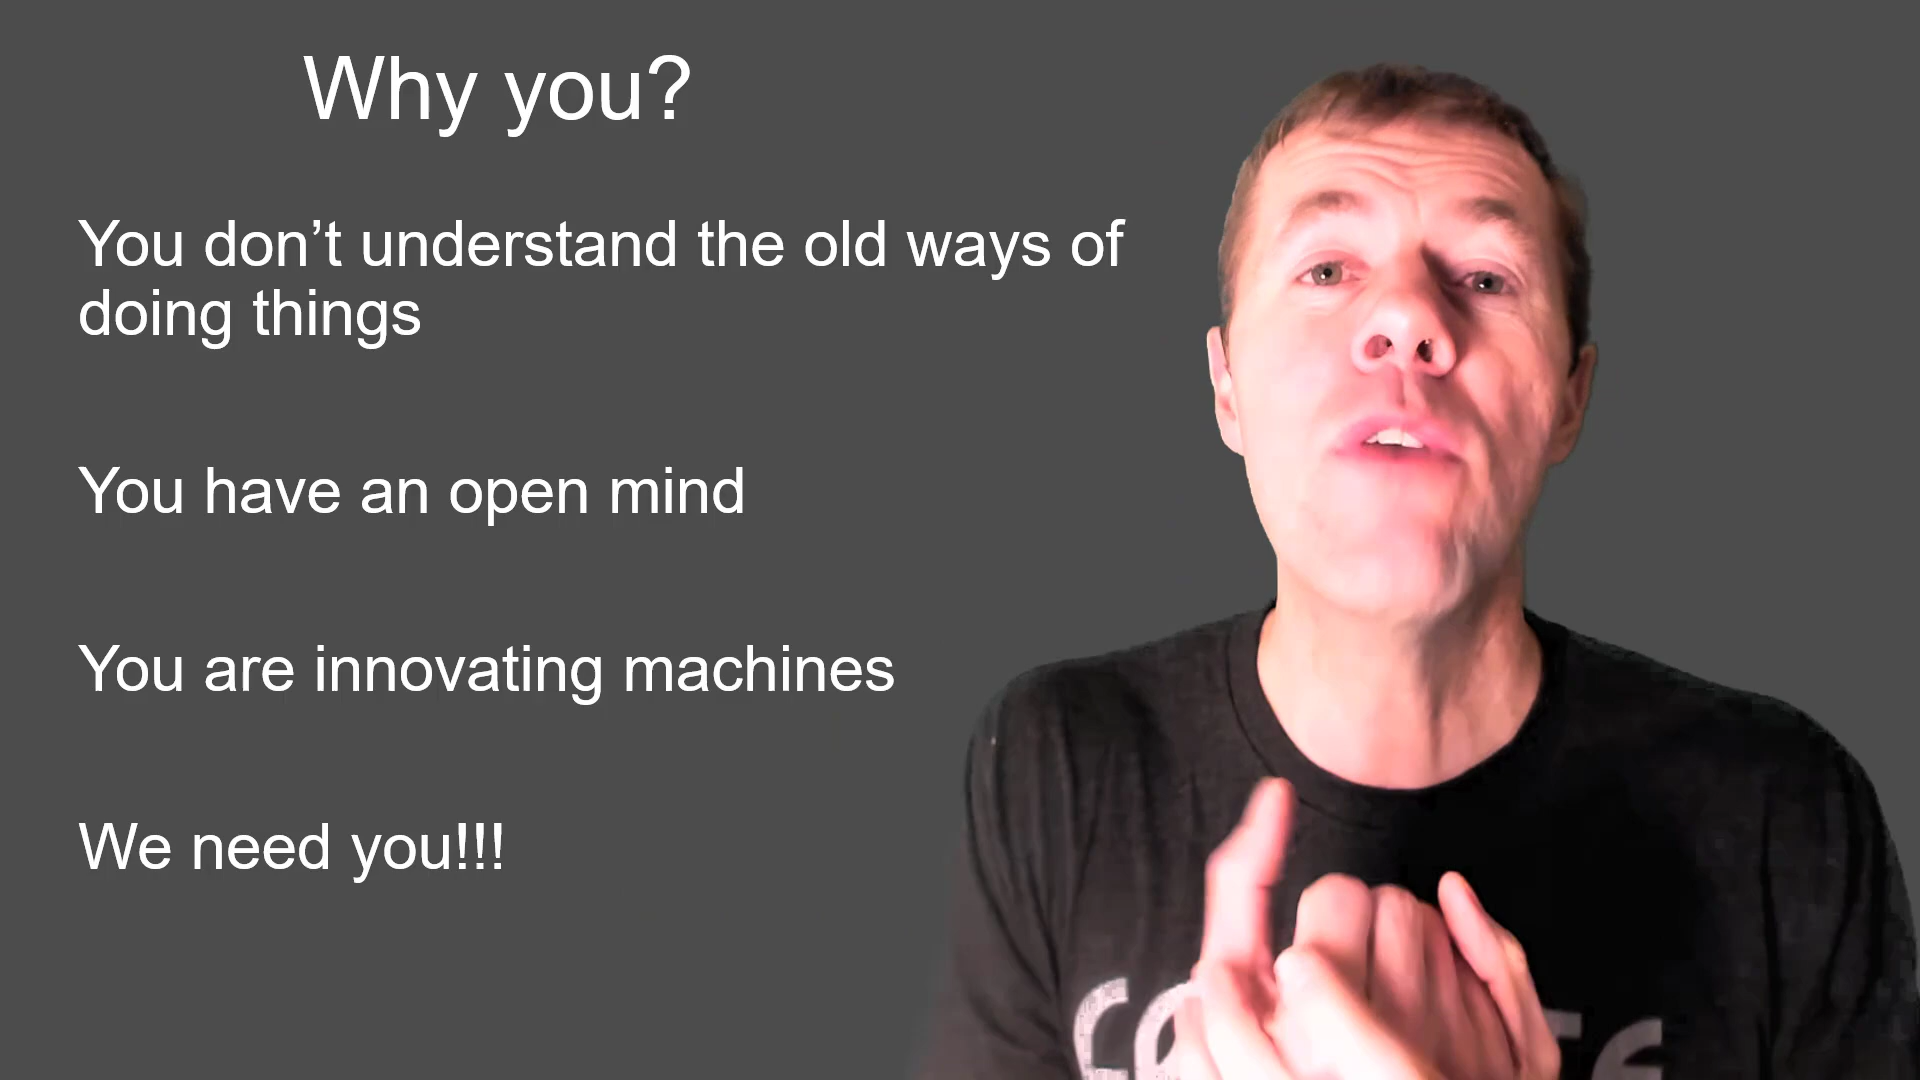 Why you?
You don’t understand the old ways of
doing things
You have an open mind
You are innovating machines
We need you!!!